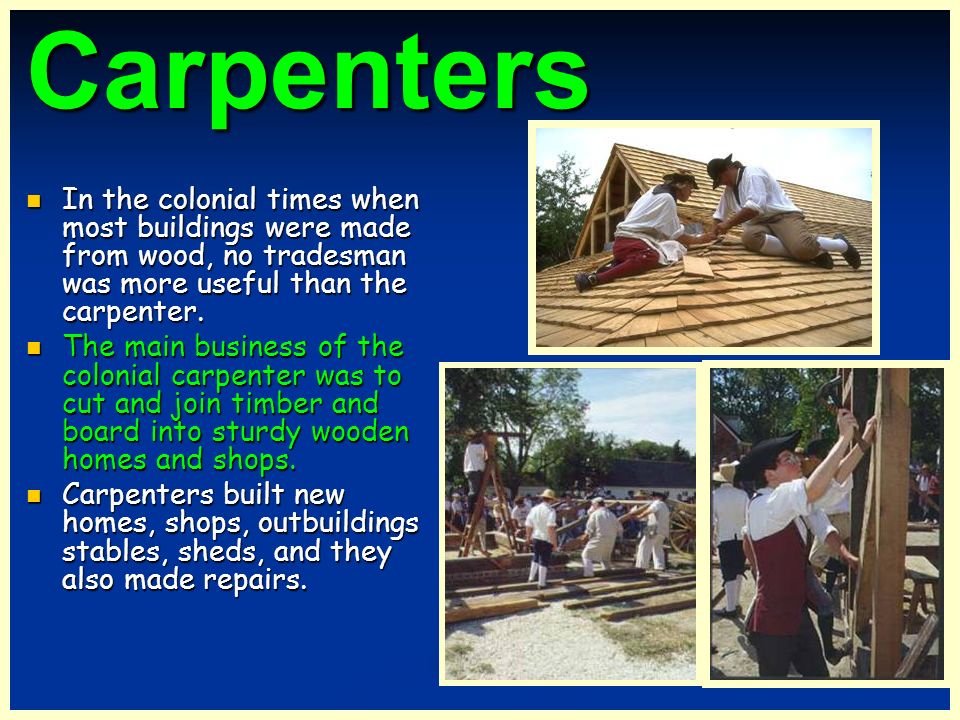 Carpenters
In the colonial times when
most buildings were made
from wood, no tradesman
was more useful than the
carpenter.
The main business of the
colonial carpenter was to
cut and join timber and
board into sturdy wooden
homes and shops.
Carpenters built new
homes, shops, outbuildings
stables, sheds, and they
also made repairs.